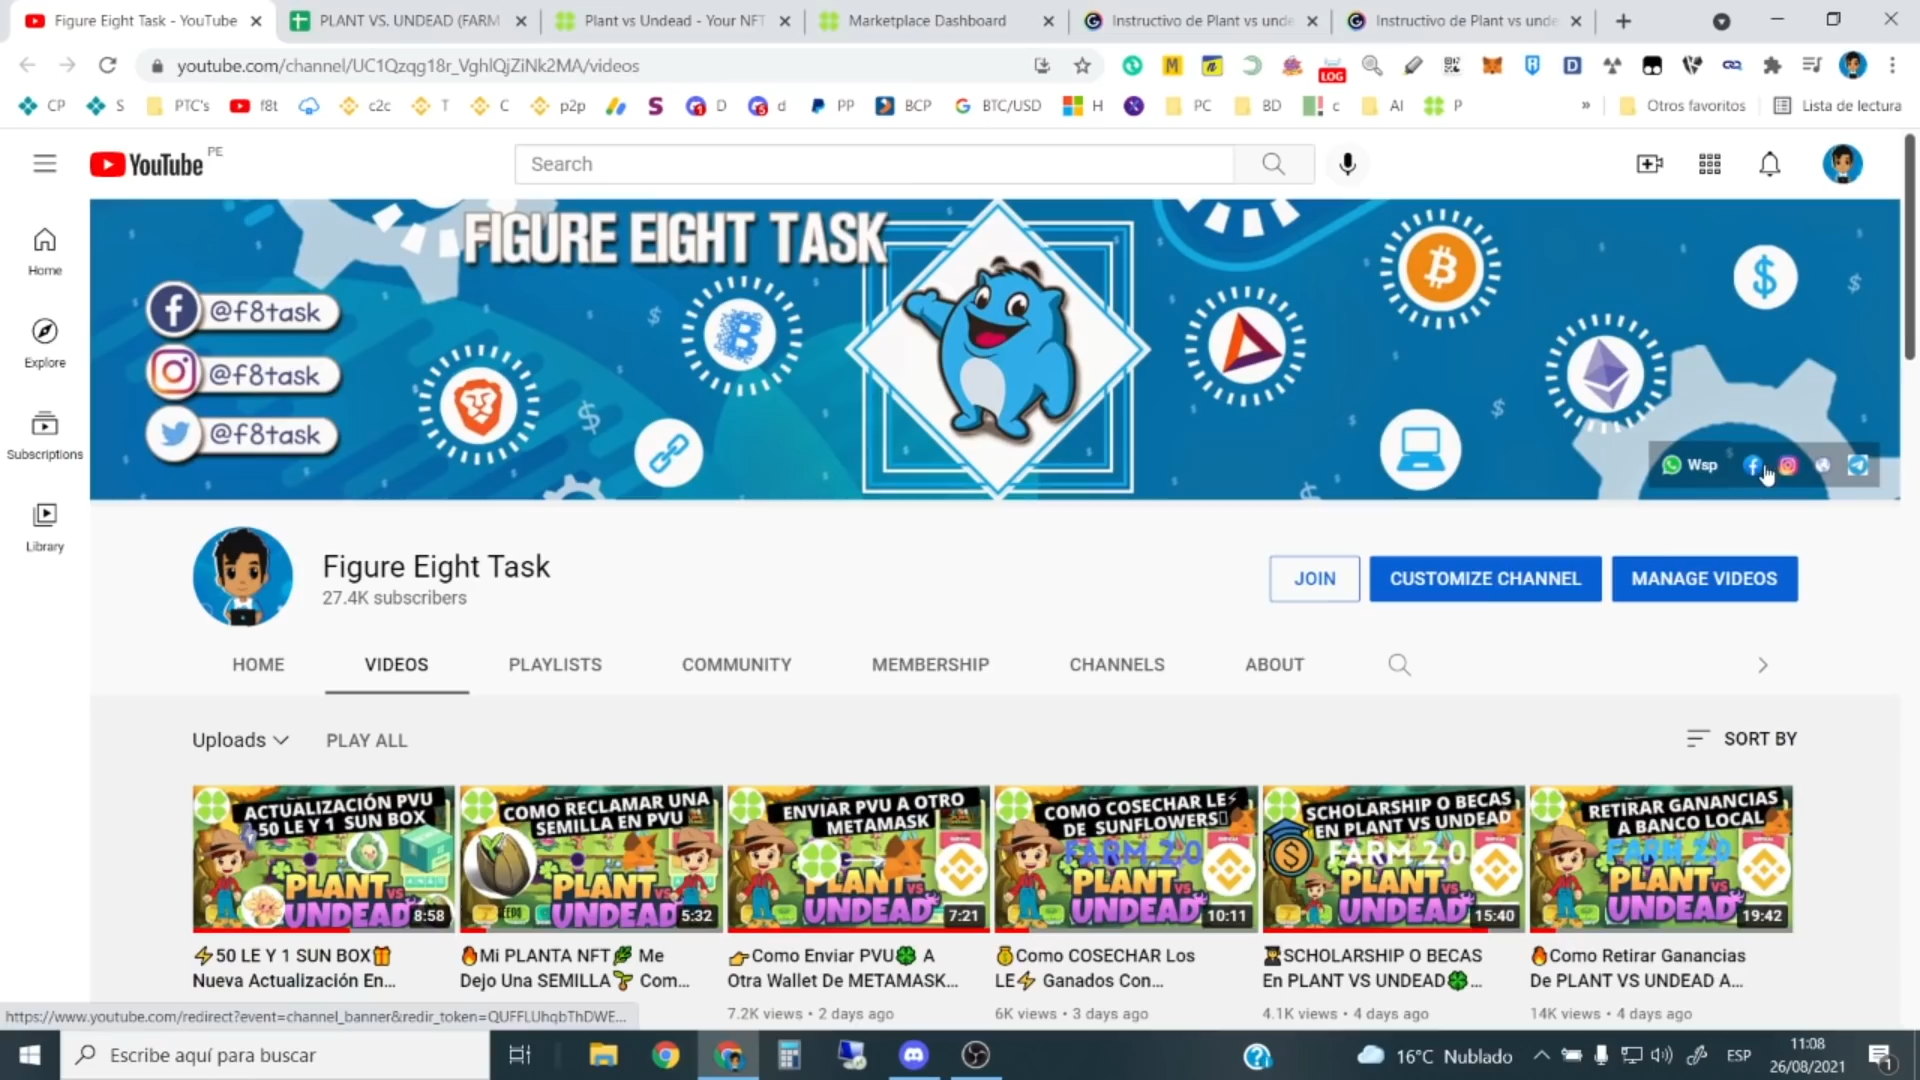 Figure Eight Task - YouTube
PLANT VS. UNDEAD (FARM
Plant vs Undead - Your NFT
Marketplace Dashboard
Instructivo de Plant vs unde
Instructivo de Plant vs unde
youtube.com/channel/UC1Qzqg18r_VghlQjZiNk2MA/videos
LOG
CP
S
PTC's
f8t
c2c
T
C
p2p
D
d
PP
BCP
BTC/USD
H
PC
BD
c
AI
P
»
Otros favoritos
Lista de lectura
YouTube PE
Search
Home
Explore
Subscriptions
Library
FIGURE EIGHT TASK
@f8task
@f8task
@f8task
Wsp
Figure Eight Task
27.4K subscribers
JOIN
CUSTOMIZE CHANNEL
MANAGE VIDEOS
HOME
VIDEOS
PLAYLISTS
COMMUNITY
MEMBERSHIP
CHANNELS
ABOUT
Uploads
PLAY ALL
SORT BY
ACTUALIZACIÓN PVU
50 LE Y 1 SUN BOX
PLANT VS
UNDEAD
8:58
COMO RECLAMAR UNA
SEMILLA EN PVU
PLANT VS
UNDEAD
5:32
ENVIAR PVU A OTRO
METAMASK
PLANT VS
UNDEAD
7:21
COMO COSECHAR LE⚡
DE SUNFLOWERS
FARM 2.0
PLANT VS
UNDEAD
10:11
SCHOLARSHIP O BECAS
EN PLANT VS UNDEAD
FARM 2.0
PLANT VS
UNDEAD
15:40
RETIRAR GANANCIAS
A BANCO LOCAL
FARM 2.0
PLANT VS
UNDEAD
19:42
⚡50 LE Y 1 SUN BOX🎁
Nueva Actualización En...
🔥Mi PLANTA NFT🌿 Me
Dejo Una SEMILLA🌱 Com...
👉Como Enviar PVU🍀 A
Otra Wallet De METAMASK...
7.2K views • 2 days ago
💰Como COSECHAR Los
LE⚡ Ganados Con...
6K views • 3 days ago
👨‍🎓SCHOLARSHIP O BECAS
En PLANT VS UNDEAD🍀...
4.1K views • 4 days ago
🔥Como Retirar Ganancias
De PLANT VS UNDEAD A...
14K views • 4 days ago
https://www.youtube.com/redirect?event=channel_banner&redir_token=QUFFLUhqbThDWE...
Escribe aquí para buscar
16°C Nublado
ESP
11:08
26/08/2021
1